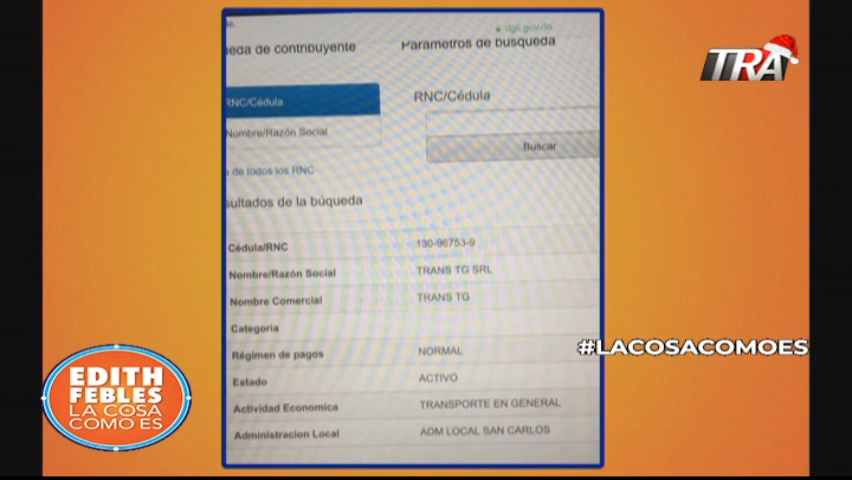 dgii.gov.do
ueda de contribuyente
Parámetros de búsqueda
RNC/Cédula
RNC/Cédula
Nombre/Razón Social
Buscar
de todos los RNC
sultados de la búqueda
Cédula/RNC 130-96753-9
Nombre/Razón Social TRANS TG SRL
Nombre Comercial TRANS TG
Categoria
Régimen de pagos NORMAL
Estado ACTIVO
Actividad Economica TRANSPORTE EN GENERAL
Administracion Local ADM LOCAL SAN CARLOS
TRA
#LACOSACOMOES
EDITH
FEBLES
LA COSA
COMO ES